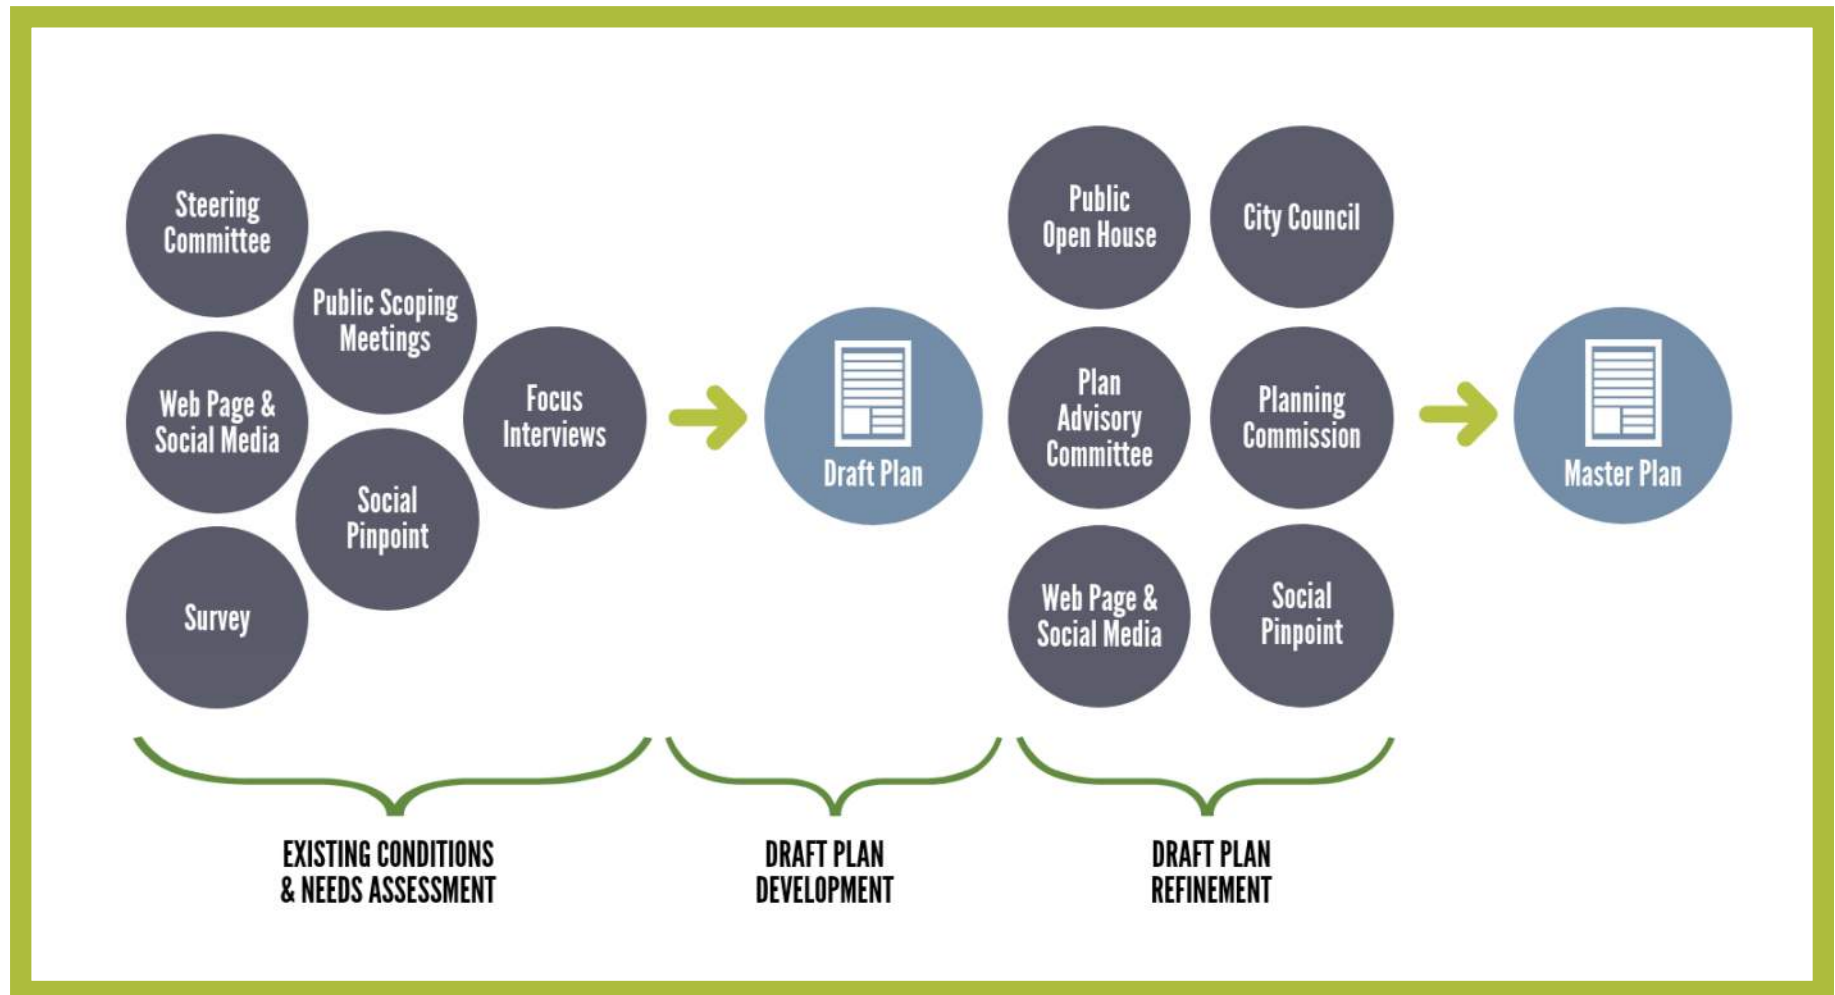 Steering
Committee
Public Scoping
Meetings
Web Page &
Social Media
Focus
Interviews
Social
Pinpoint
Survey
Draft Plan
Public
Open House
City Council
Plan
Advisory
Committee
Planning
Commission
Web Page &
Social Media
Social
Pinpoint
Master Plan
EXISTING CONDITIONS
& NEEDS ASSESSMENT
DRAFT PLAN
DEVELOPMENT
DRAFT PLAN
REFINEMENT